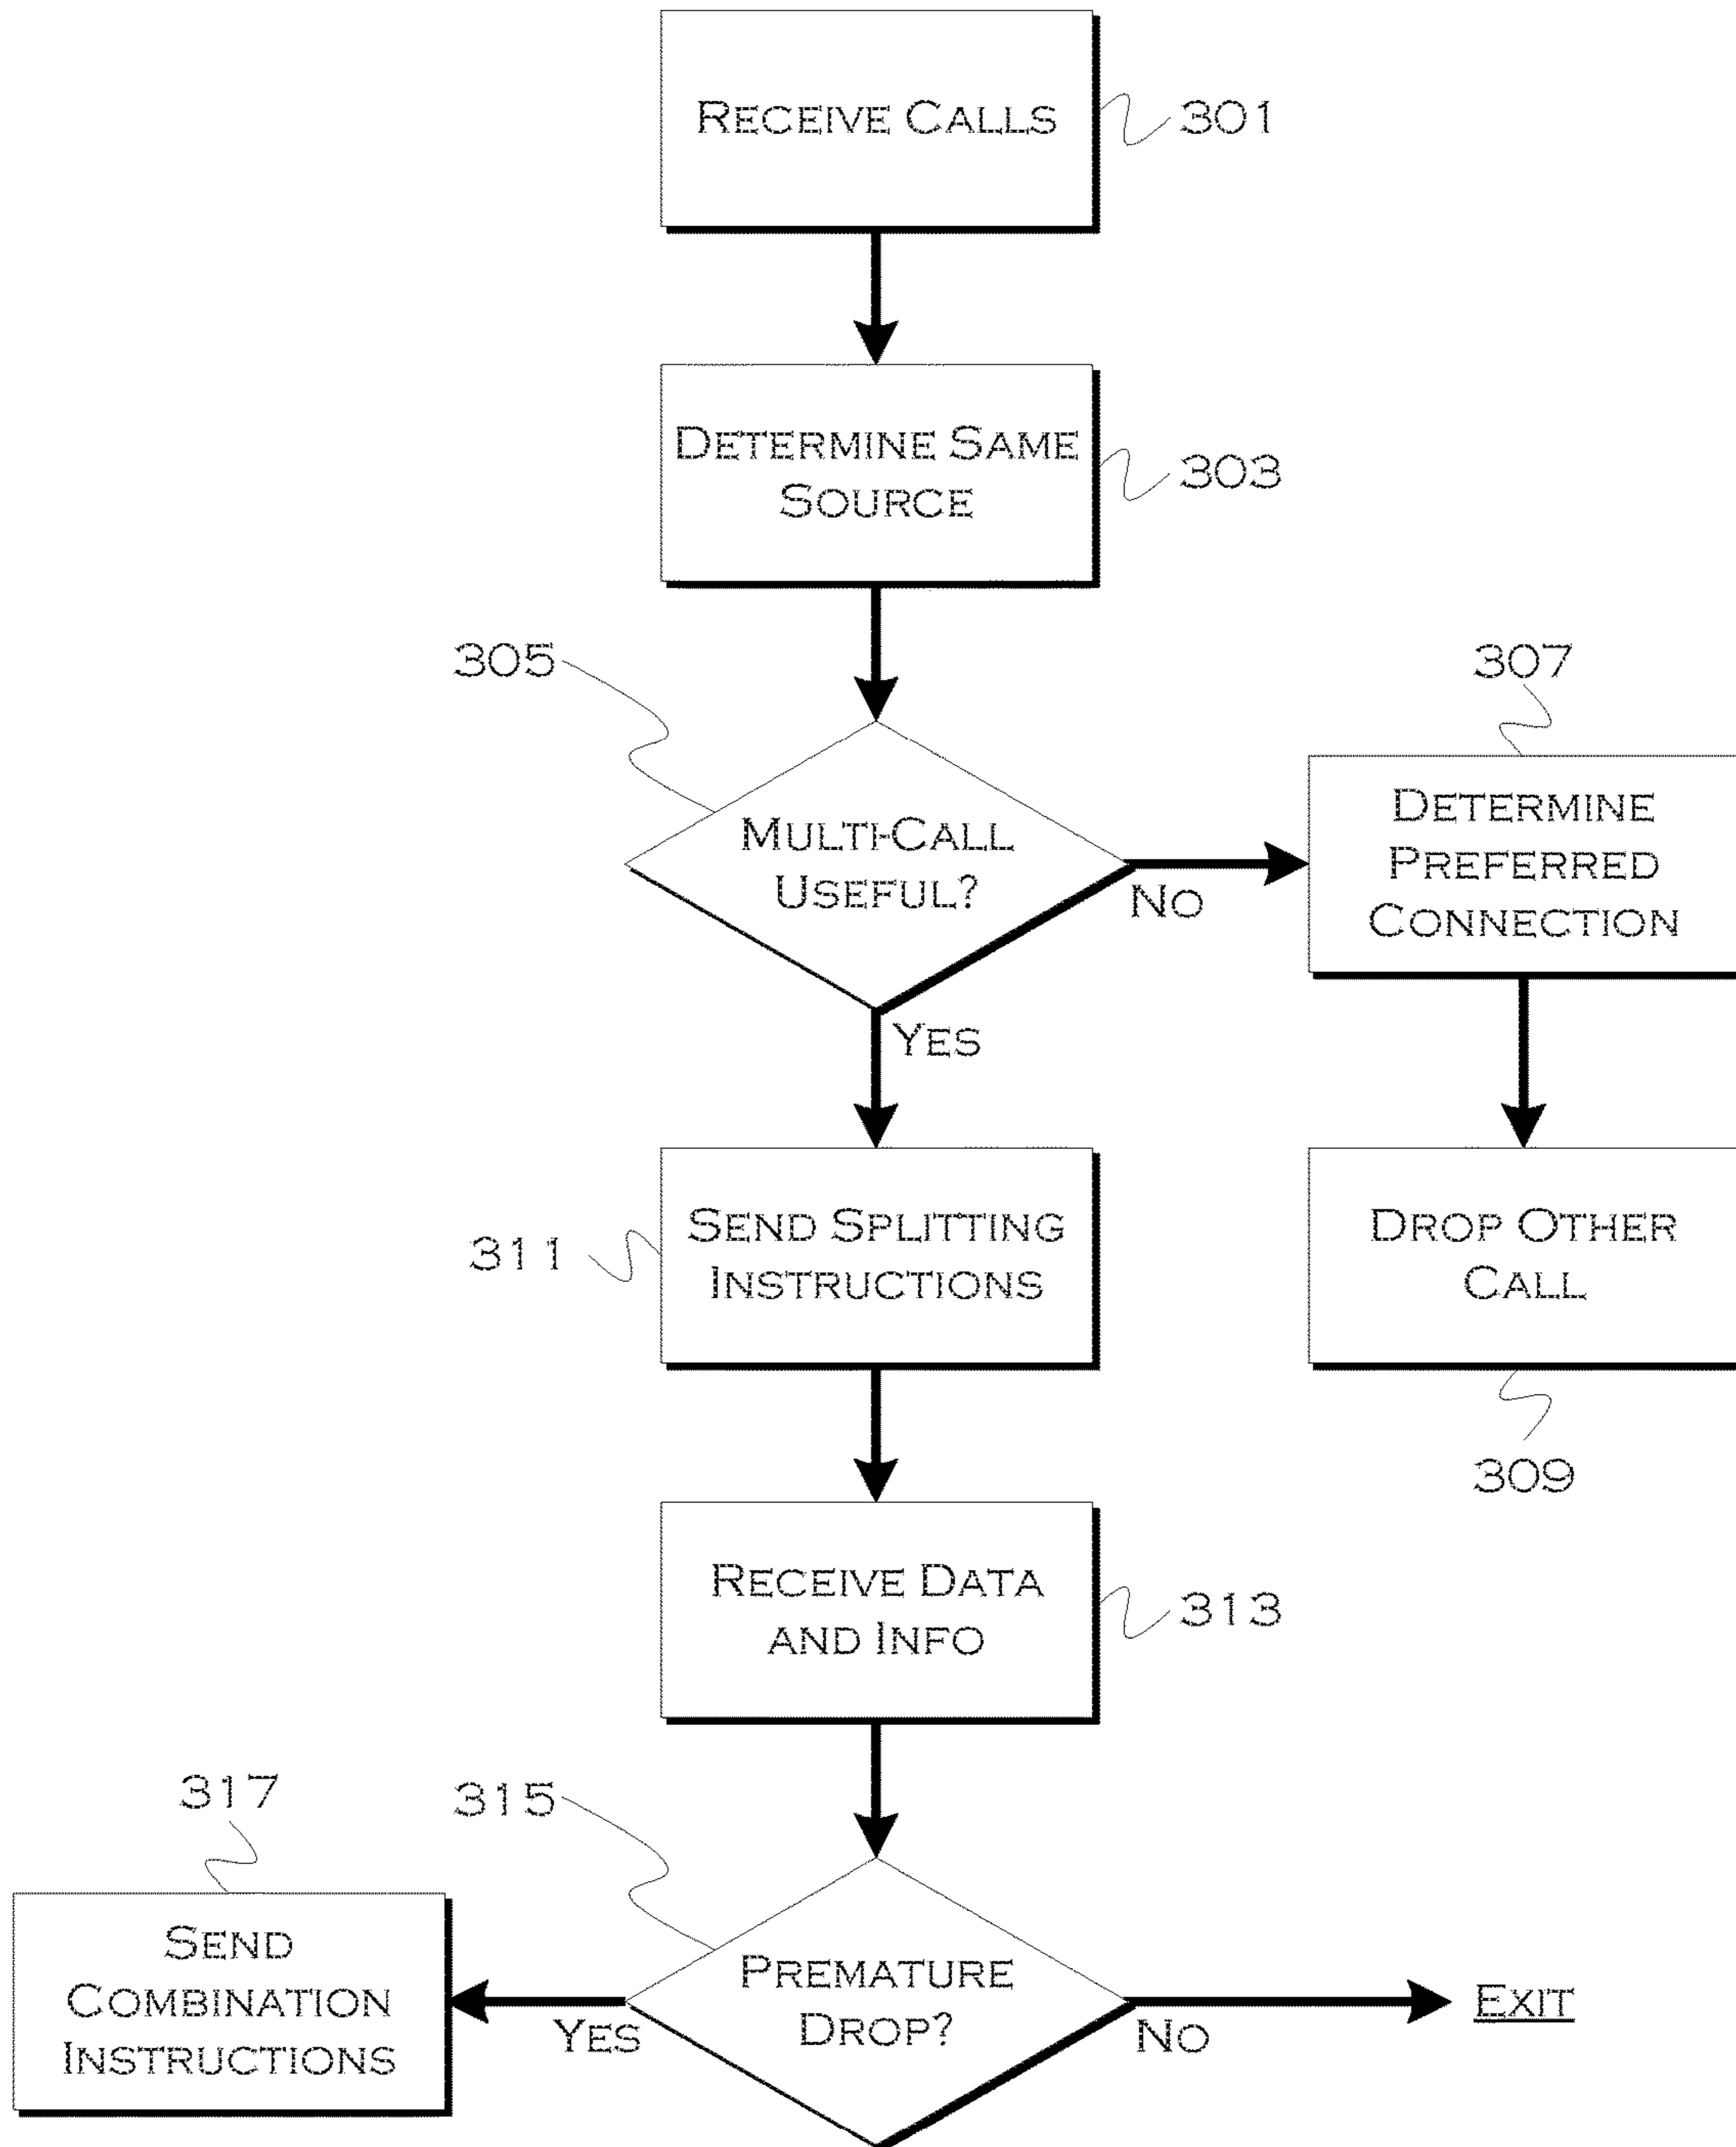 RECEIVE CALLS
301
DETERMINE SAME
SOURCE
303
305
307
MULTI-CALL
USEFUL?
NO
YES
DETERMINE
PREFERRED
CONNECTION
311
SEND SPLITTING
INSTRUCTIONS
DROP OTHER
CALL
309
RECEIVE DATA
AND INFO
313
317
315
SEND
COMBINATION
INSTRUCTIONS
YES
PREMATURE
DROP?
NO
EXIT